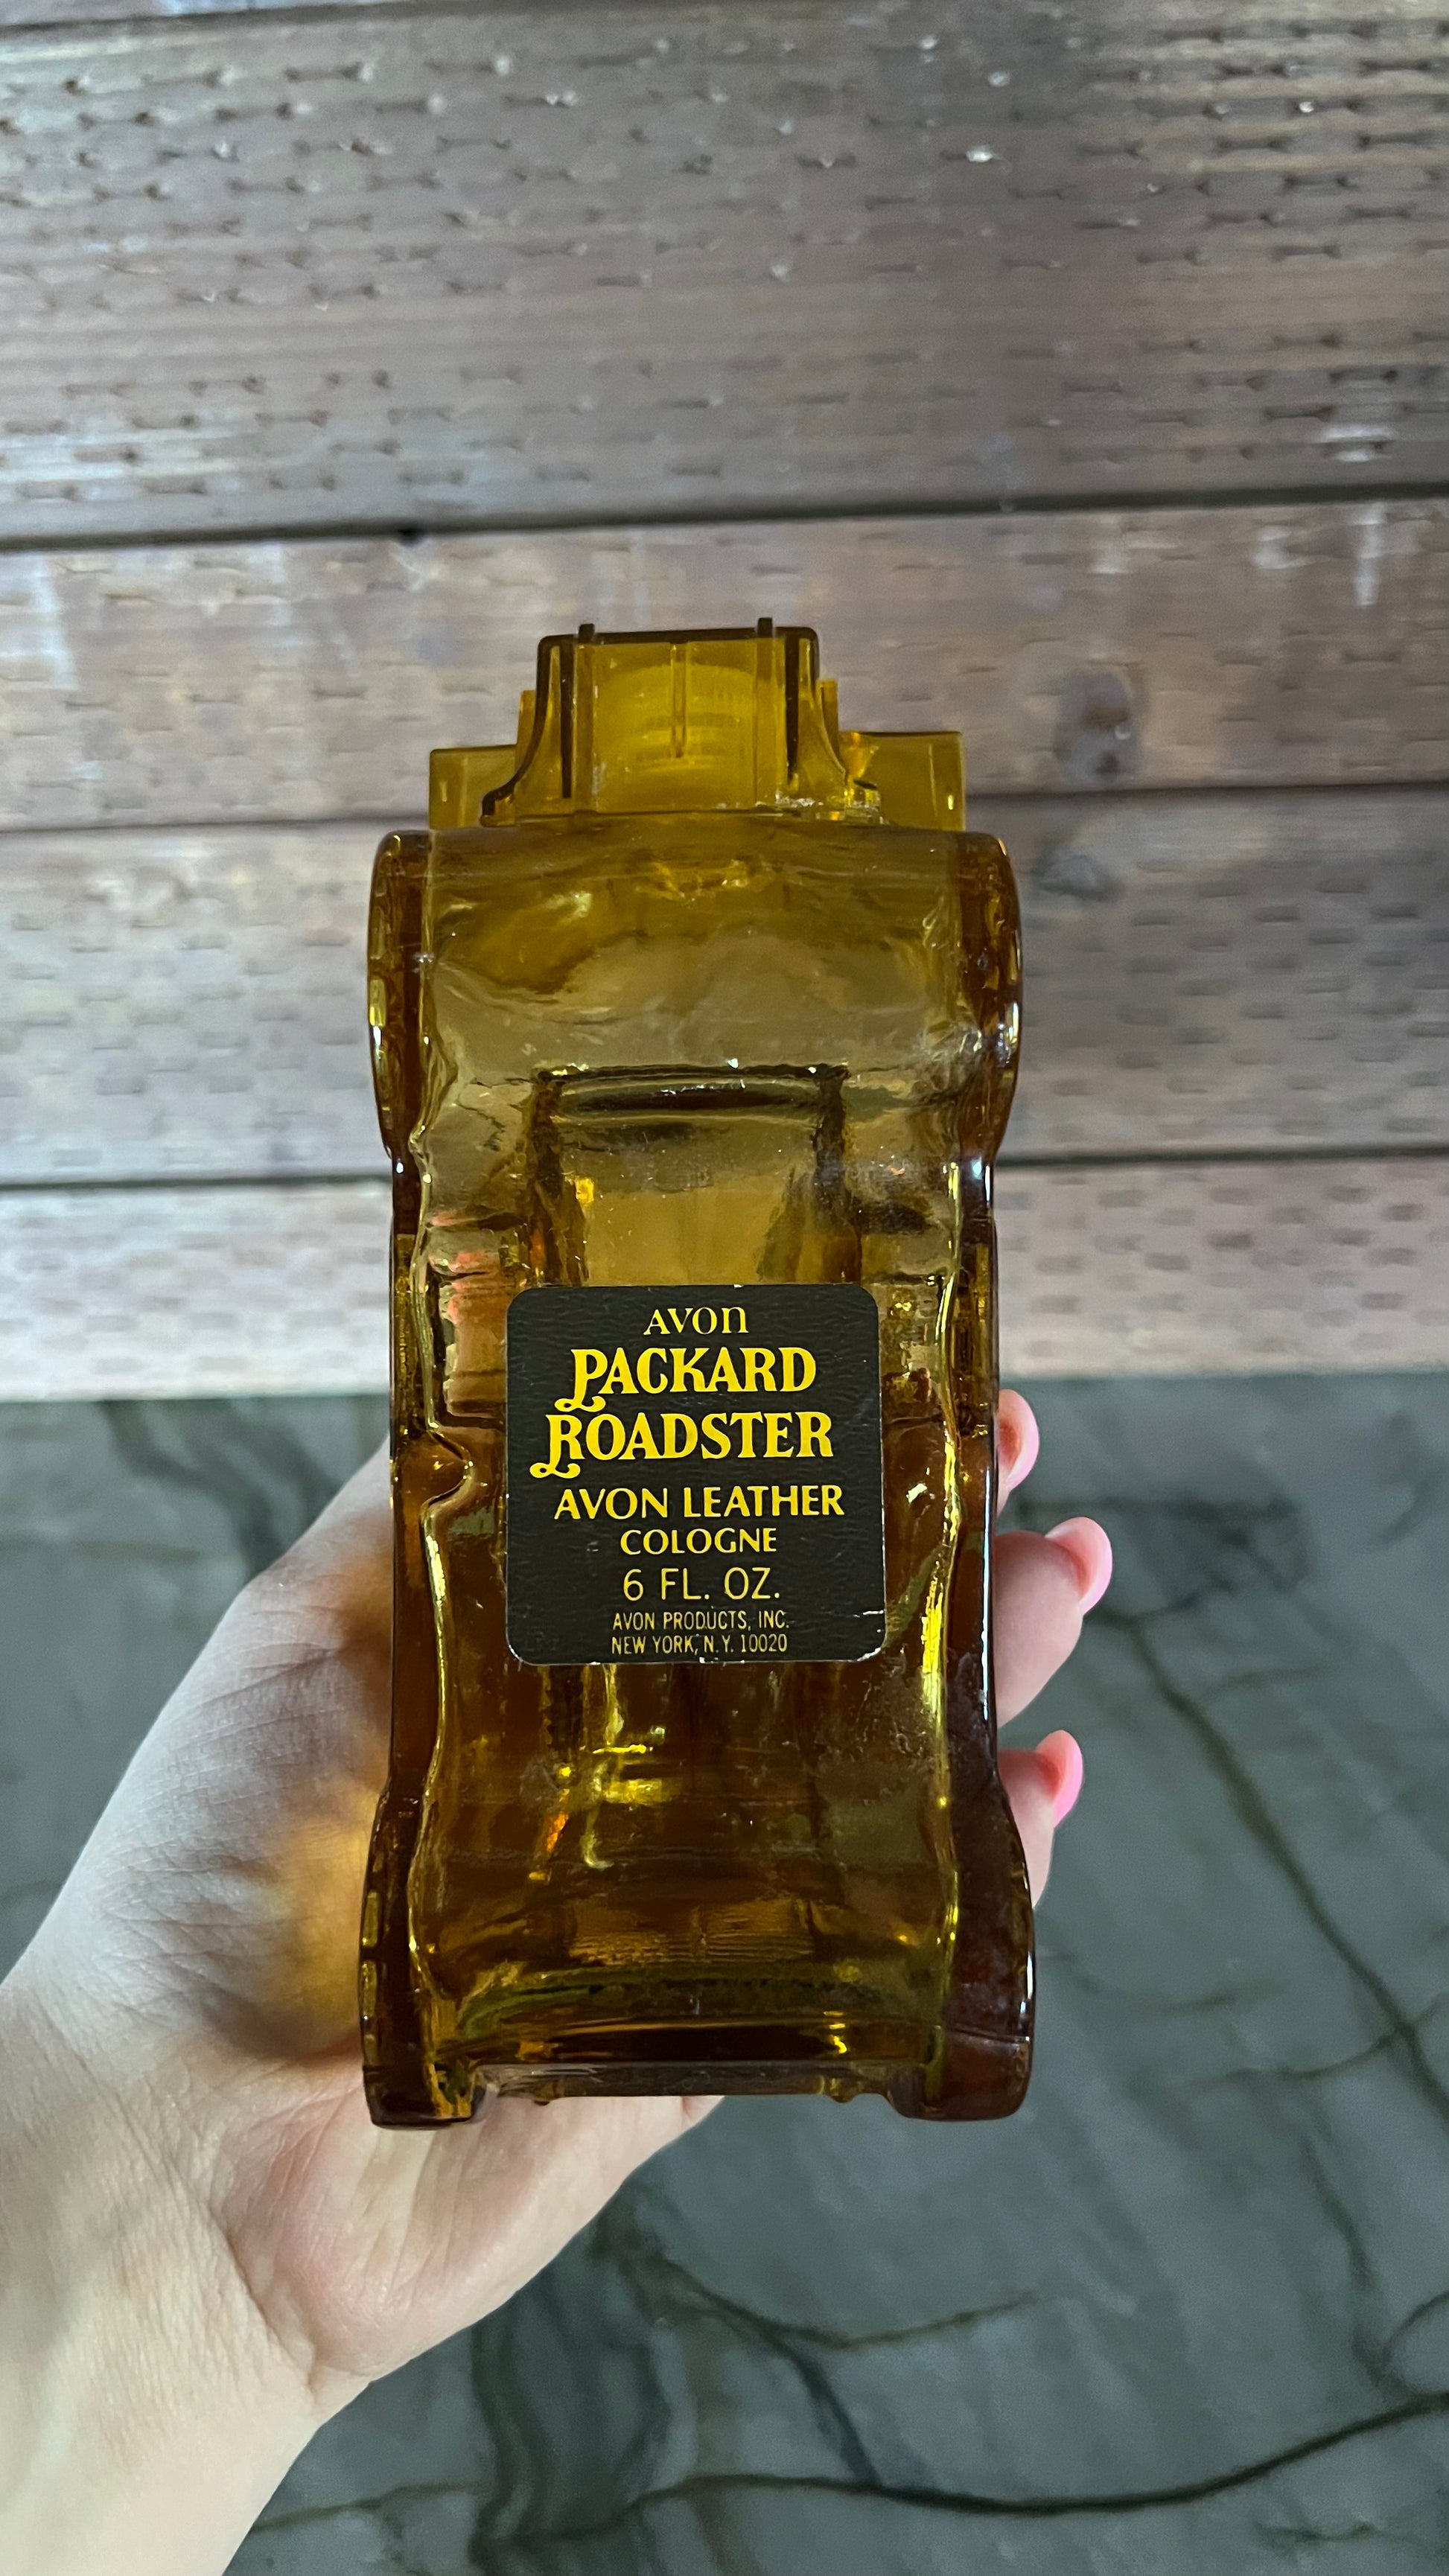 AVON
PACKARD
ROADSTER
AVON LEATHER
COLOGNE
6 FL. OZ.
AVON PRODUCTS, INC.
NEW YORK, N.Y. 10020